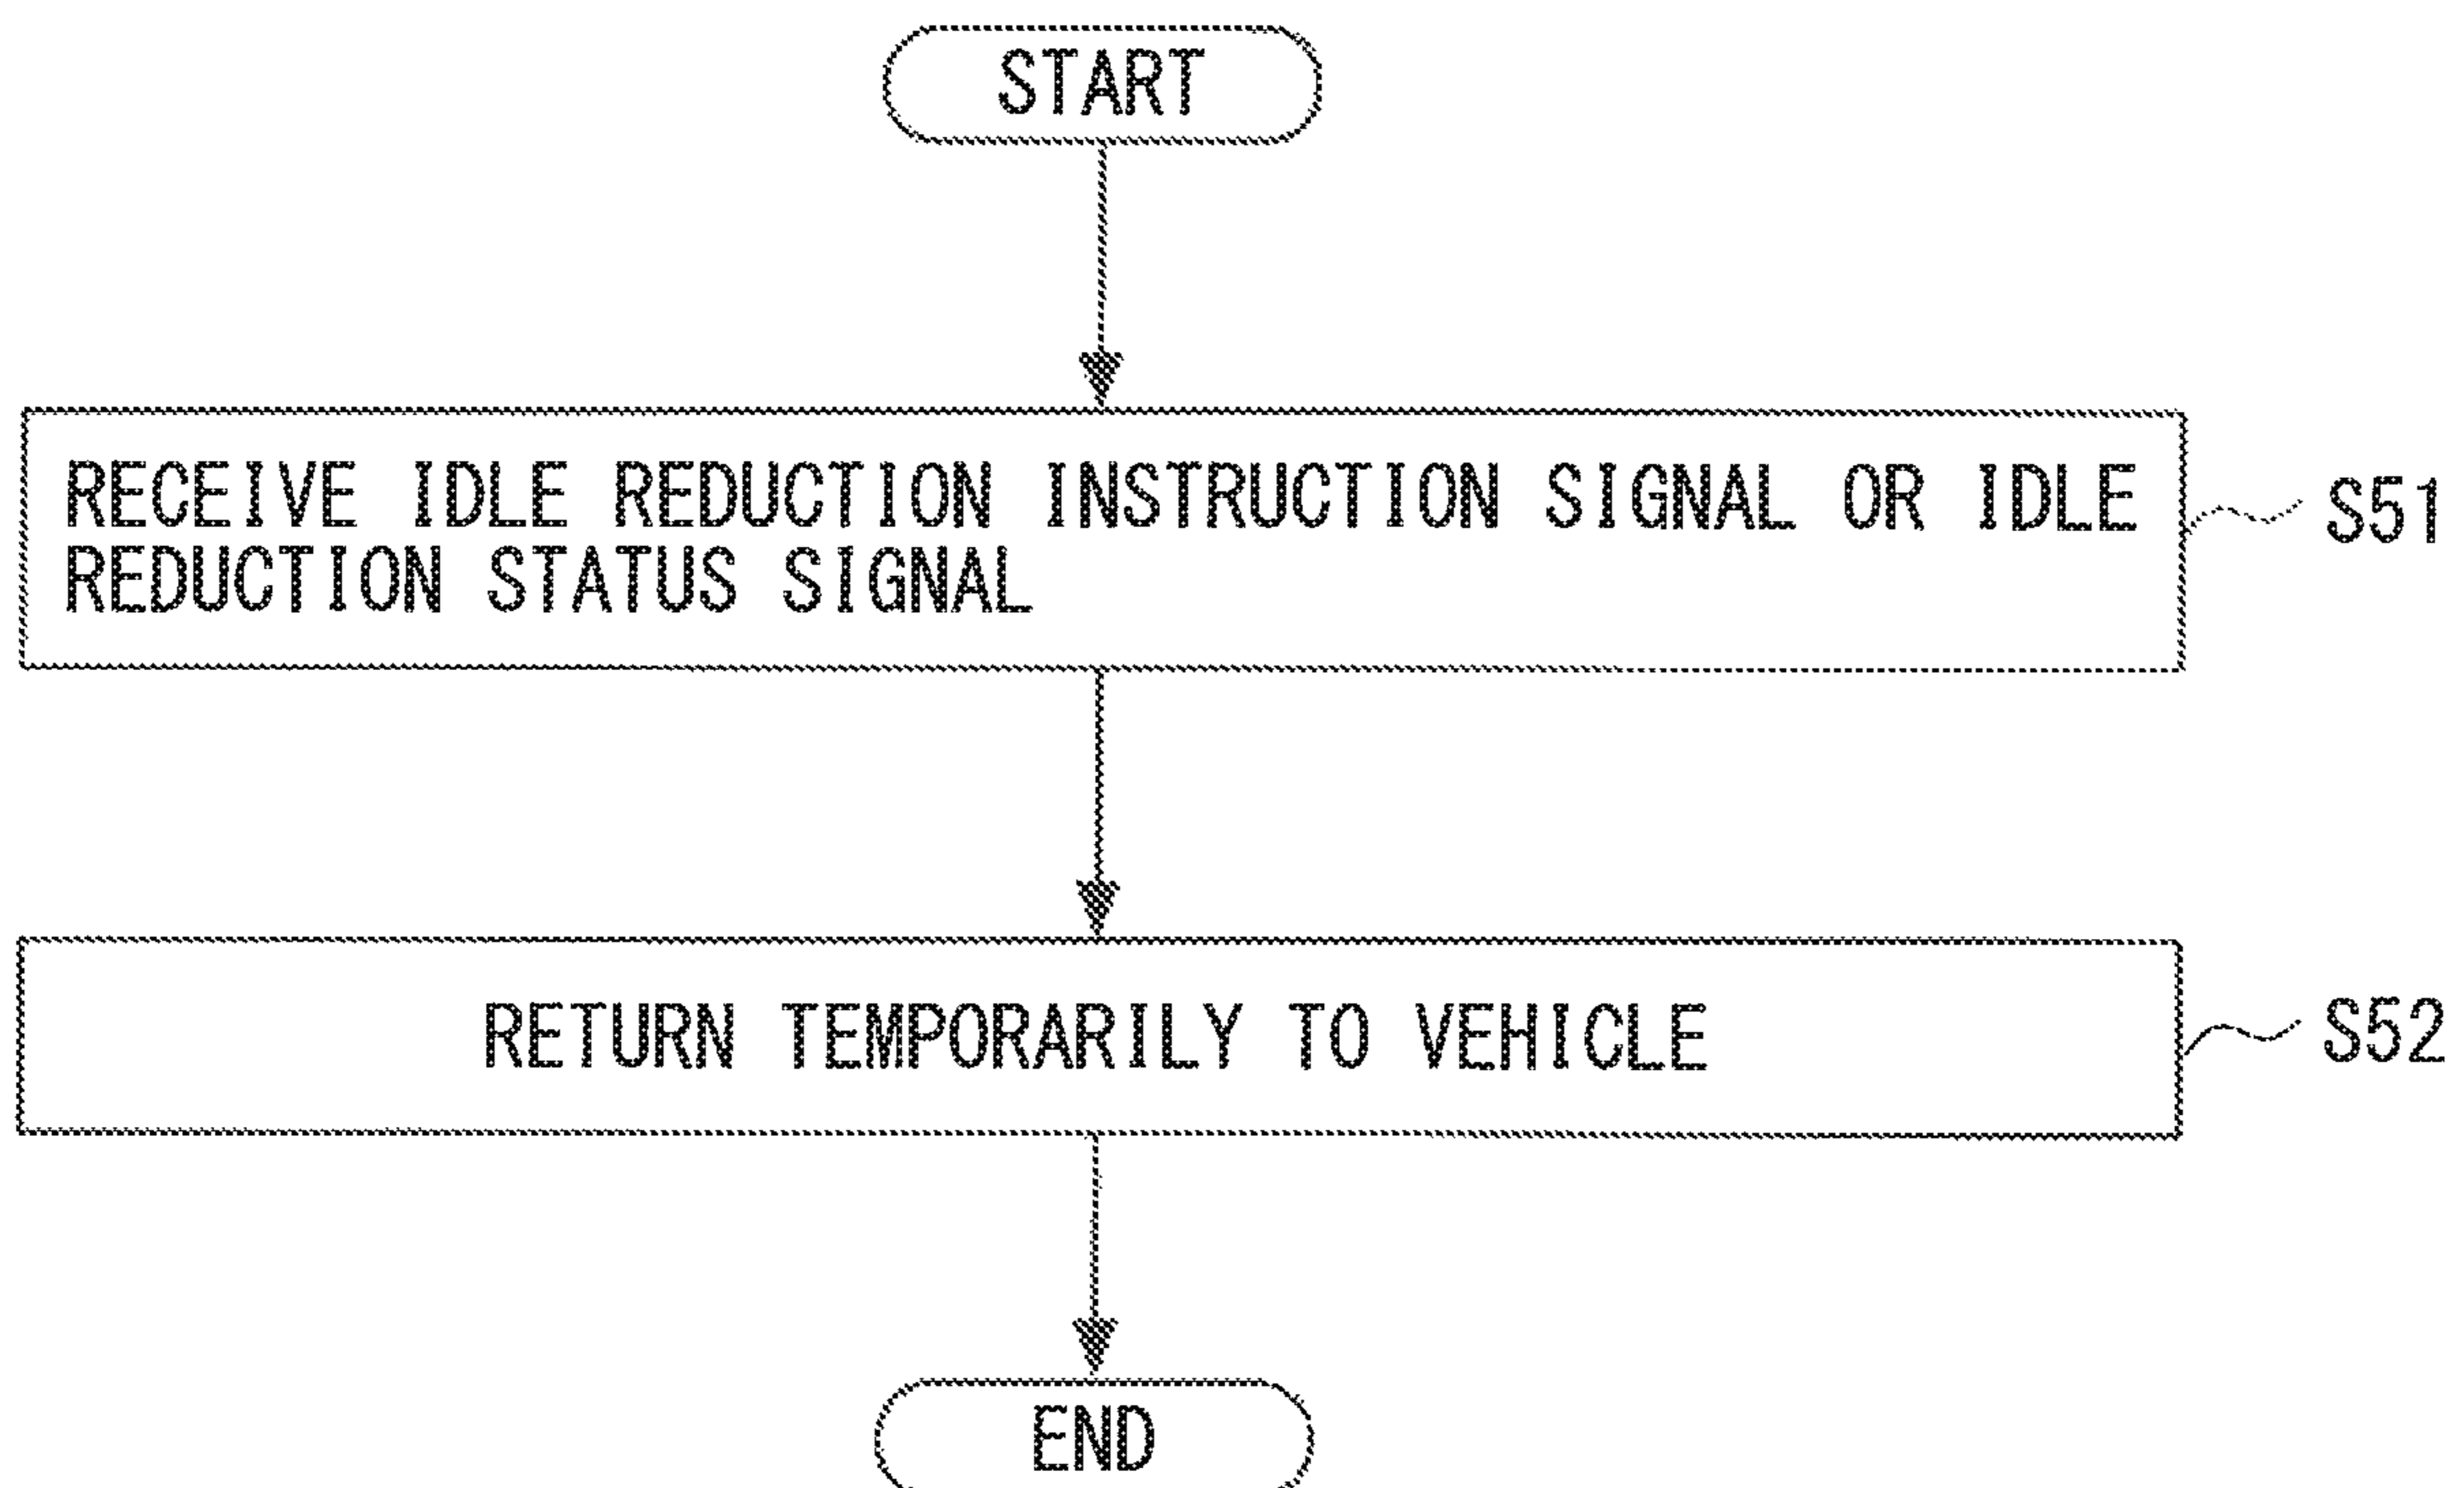 START
RECEIVE IDLE REDUCTION INSTRUCTION SIGNAL OR IDLE
REDUCTION STATUS SIGNAL
S51
RETURN TEMPORARILY TO VEHICLE
S52
END